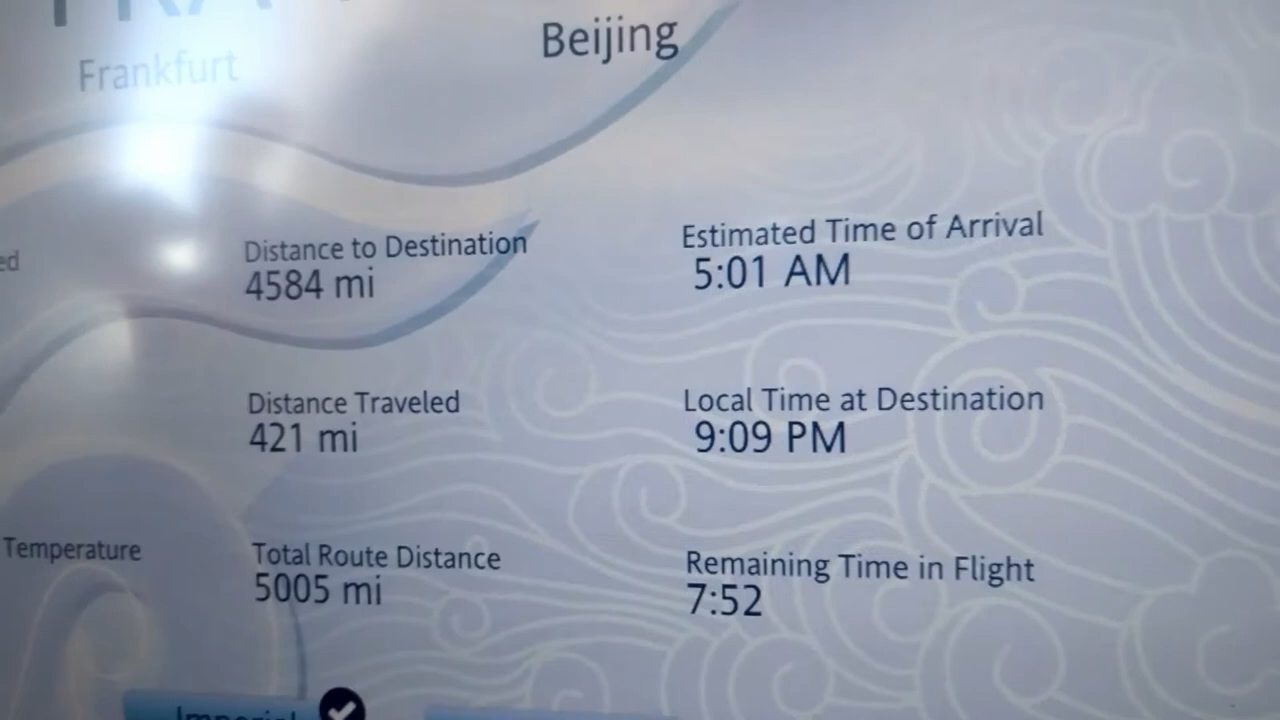 Frankfurt
Beijing
Distance to Destination
4584 mi
Estimated Time of Arrival
5:01 AM
Distance Traveled
421 mi
Local Time at Destination
9:09 PM
Temperature
Total Route Distance
5005 mi
Remaining Time in Flight
7:52
Imperial